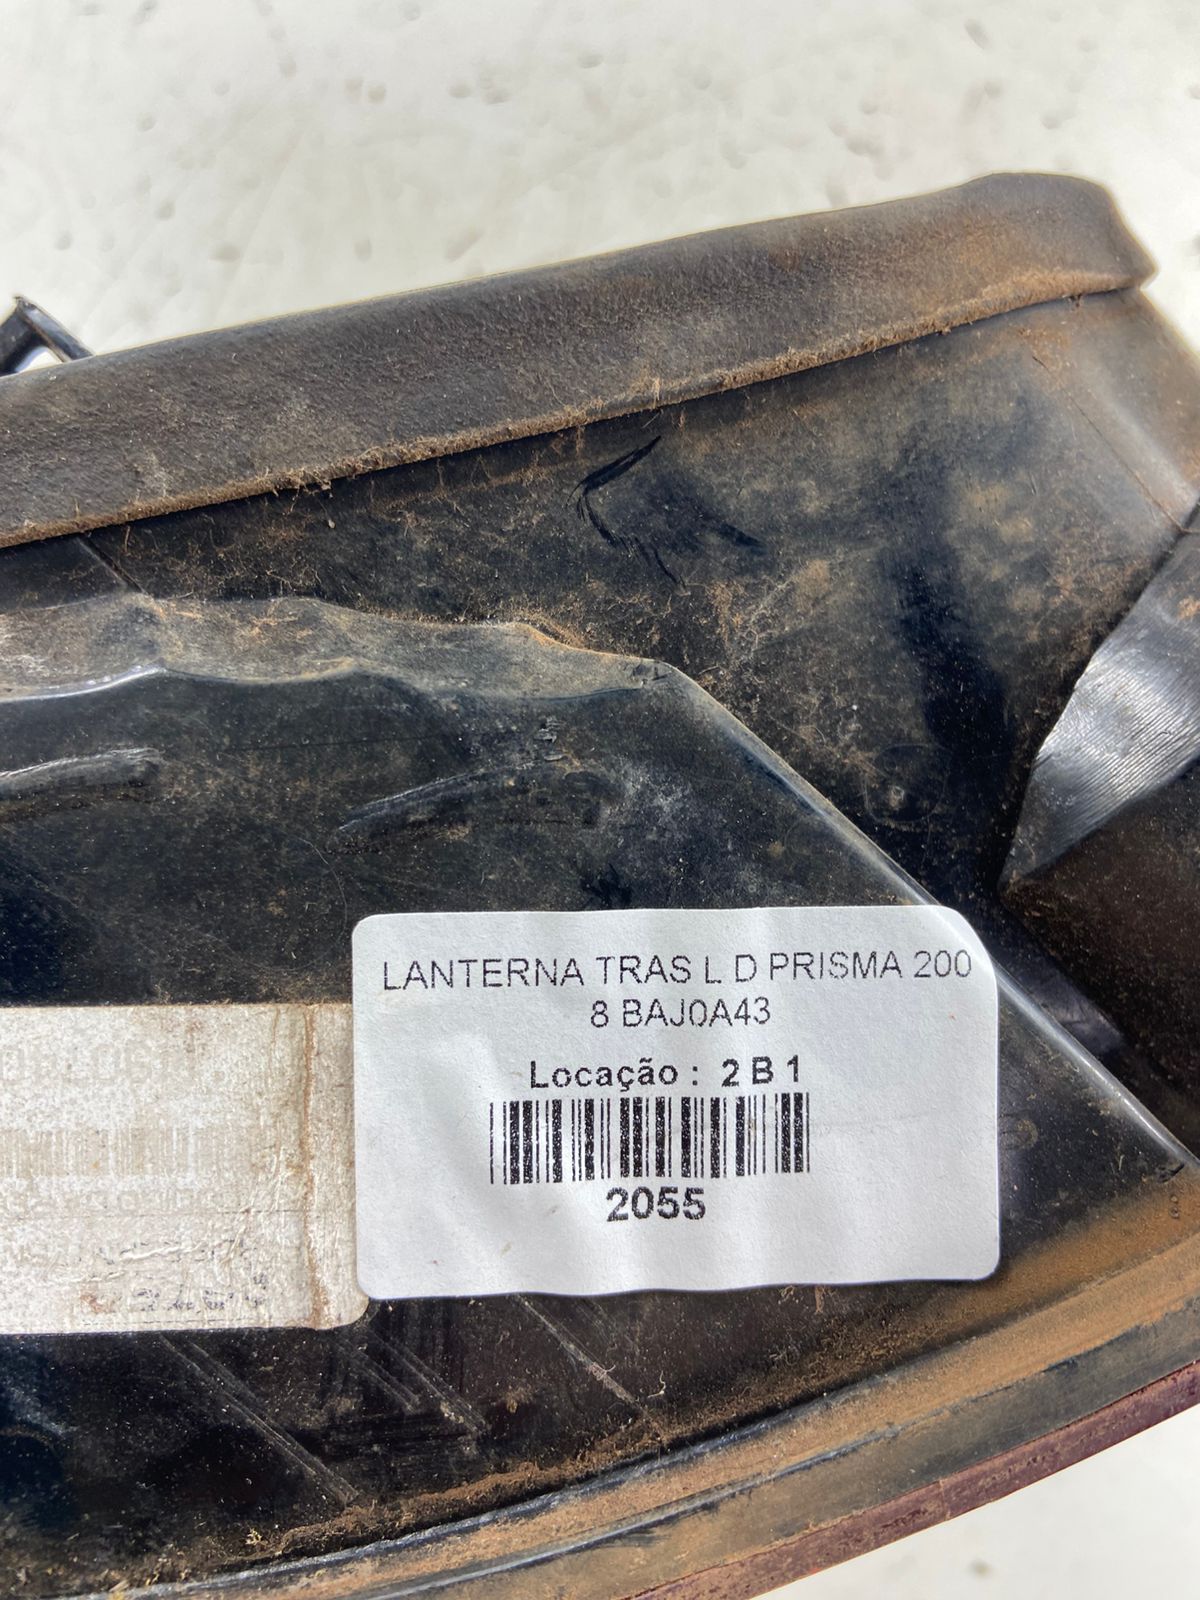 LANTERNA TRAS L D PRISMA 200
8 BAJ0A43
Locação : 2 B 1
2055